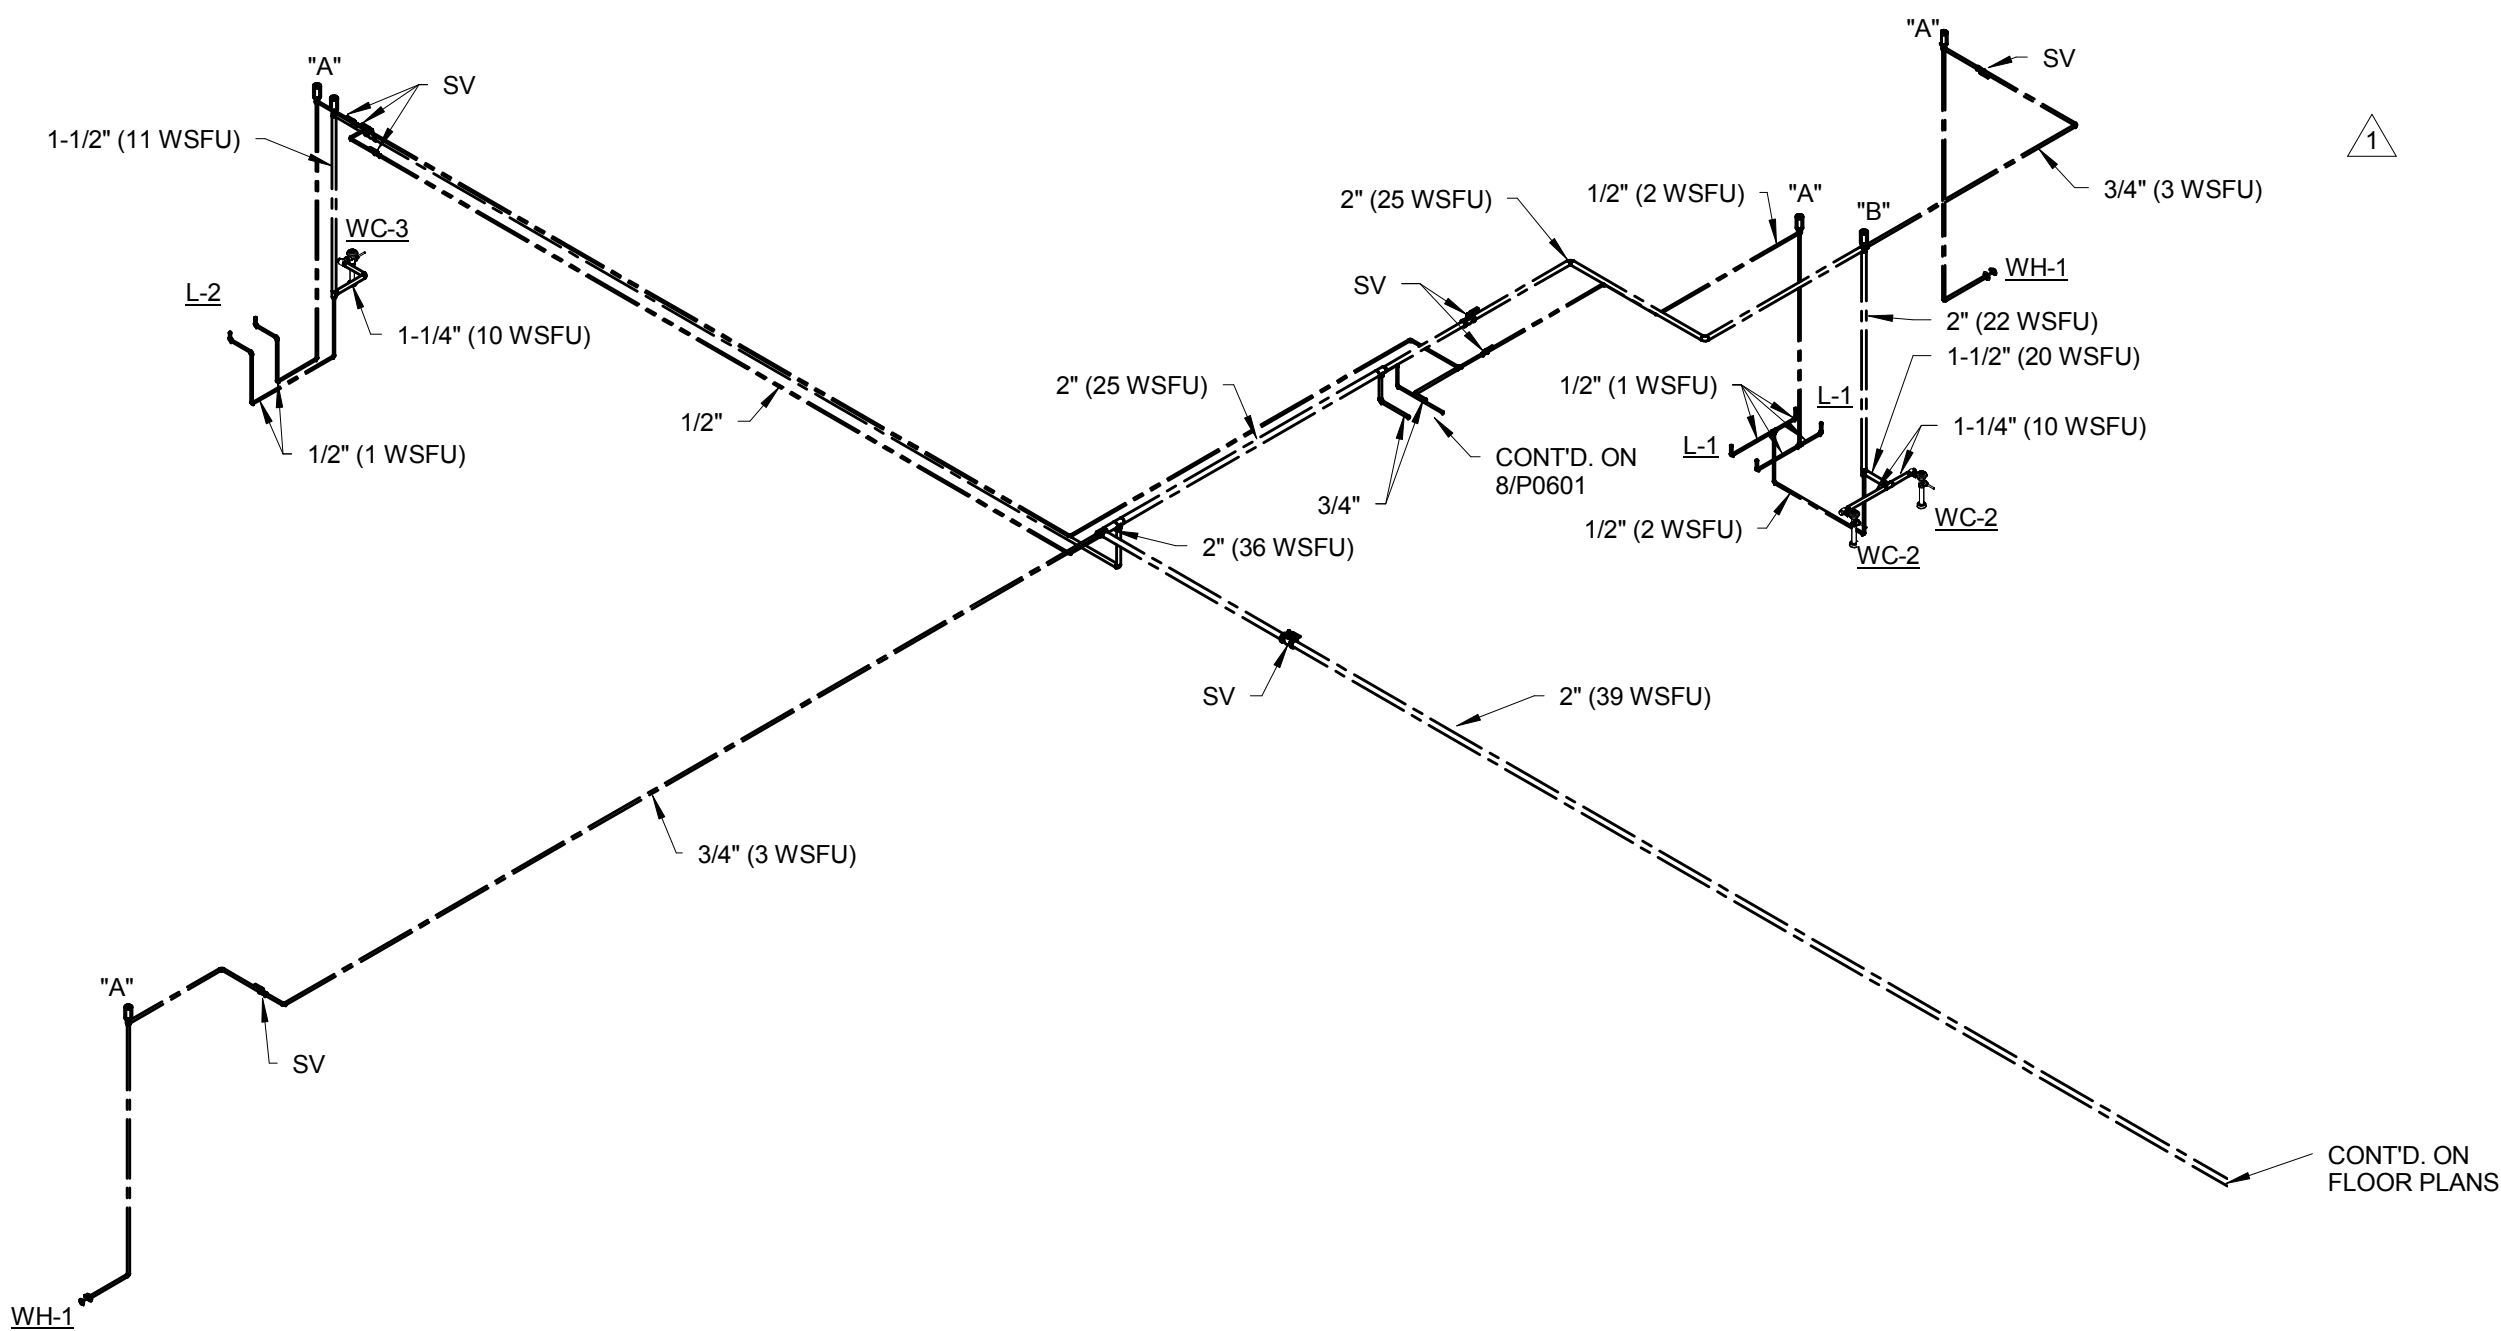 "A"
SV
"A"
SV
1-1/2" (11 WSFU)
1
2" (25 WSFU)
1/2" (2 WSFU)
"A"
"B"
3/4" (3 WSFU)
WC-3
L-2
SV
WH-1
1-1/4" (10 WSFU)
2" (22 WSFU)
1-1/2" (20 WSFU)
2" (25 WSFU)
1/2" (1 WSFU)
L-1
1/2"
1-1/4" (10 WSFU)
L-1
1/2" (1 WSFU)
CONT'D. ON
8/P0601
3/4"
WC-2
1/2" (2 WSFU)
2" (36 WSFU)
WC-2
SV
2" (39 WSFU)
3/4" (3 WSFU)
"A"
SV
CONT'D. ON
FLOOR PLANS
WH-1